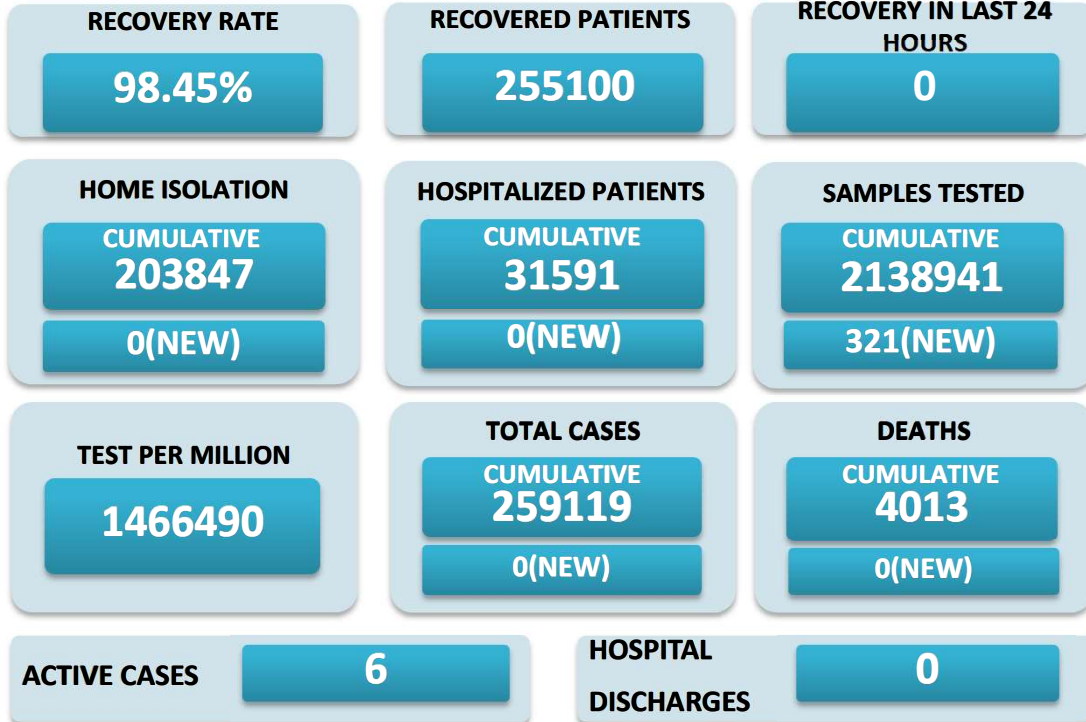 RECOVERY RATE
98.45%
RECOVERED PATIENTS
255100
RECOVERY IN LAST 24
HOURS
0
HOME ISOLATION
CUMULATIVE
203847
0(NEW)
HOSPITALIZED PATIENTS
CUMULATIVE
31591
0(NEW)
SAMPLES TESTED
CUMULATIVE
2138941
321(NEW)
TEST PER MILLION
1466490
TOTAL CASES
CUMULATIVE
259119
0(NEW)
DEATHS
CUMULATIVE
4013
0(NEW)
ACTIVE CASES
6
HOSPITAL
DISCHARGES
0